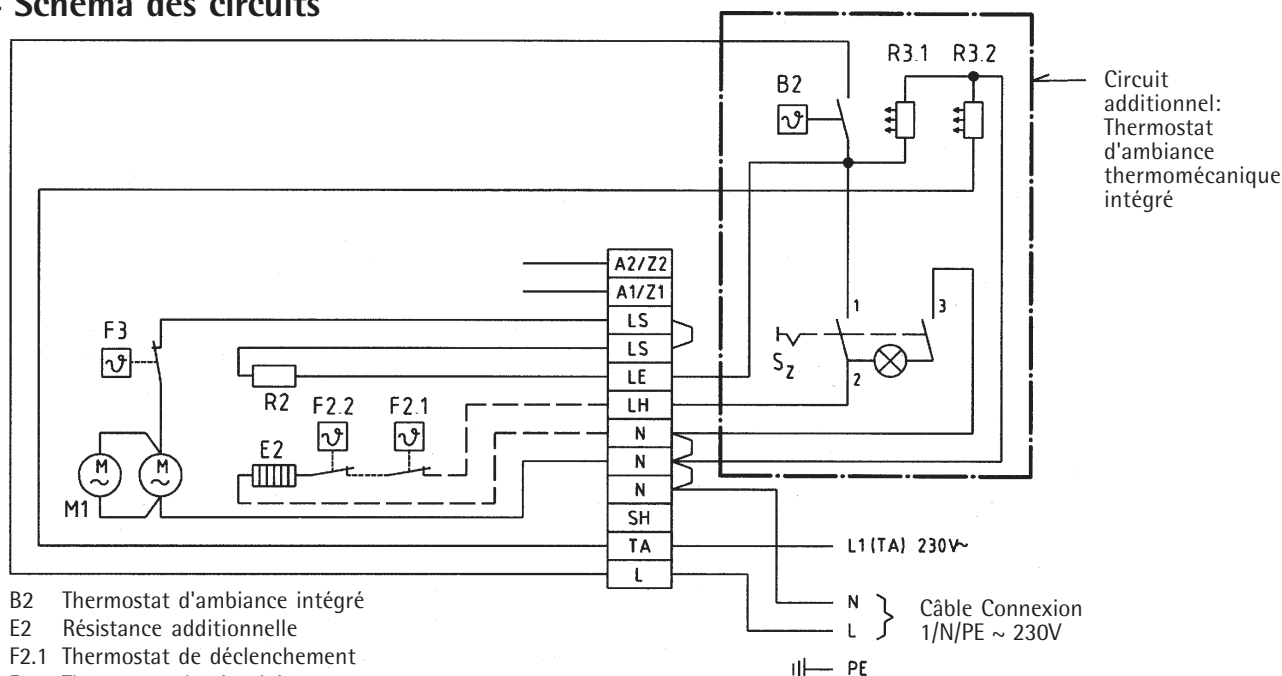 Schéma des circuits
R3.1 R3.2
B2
ϑ
Circuit
additionnel:
Thermostat
d'ambiance
thermomécanique
intégré
A2/Z2
A1/Z1
LS
LS
LE
LH
N
N
N
SH
TA
L
F3
ϑ
R2
F2.2 F2.1
ϑ ϑ
E2
M ~ M ~
M1
1 3
SZ
2
L1(TA) 230V~
N
L
Câble Connexion
1/N/PE ~ 230V
PE
B2 Thermostat d'ambiance intégré
E2 Résistance additionnelle
F2.1 Thermostat de déclenchement